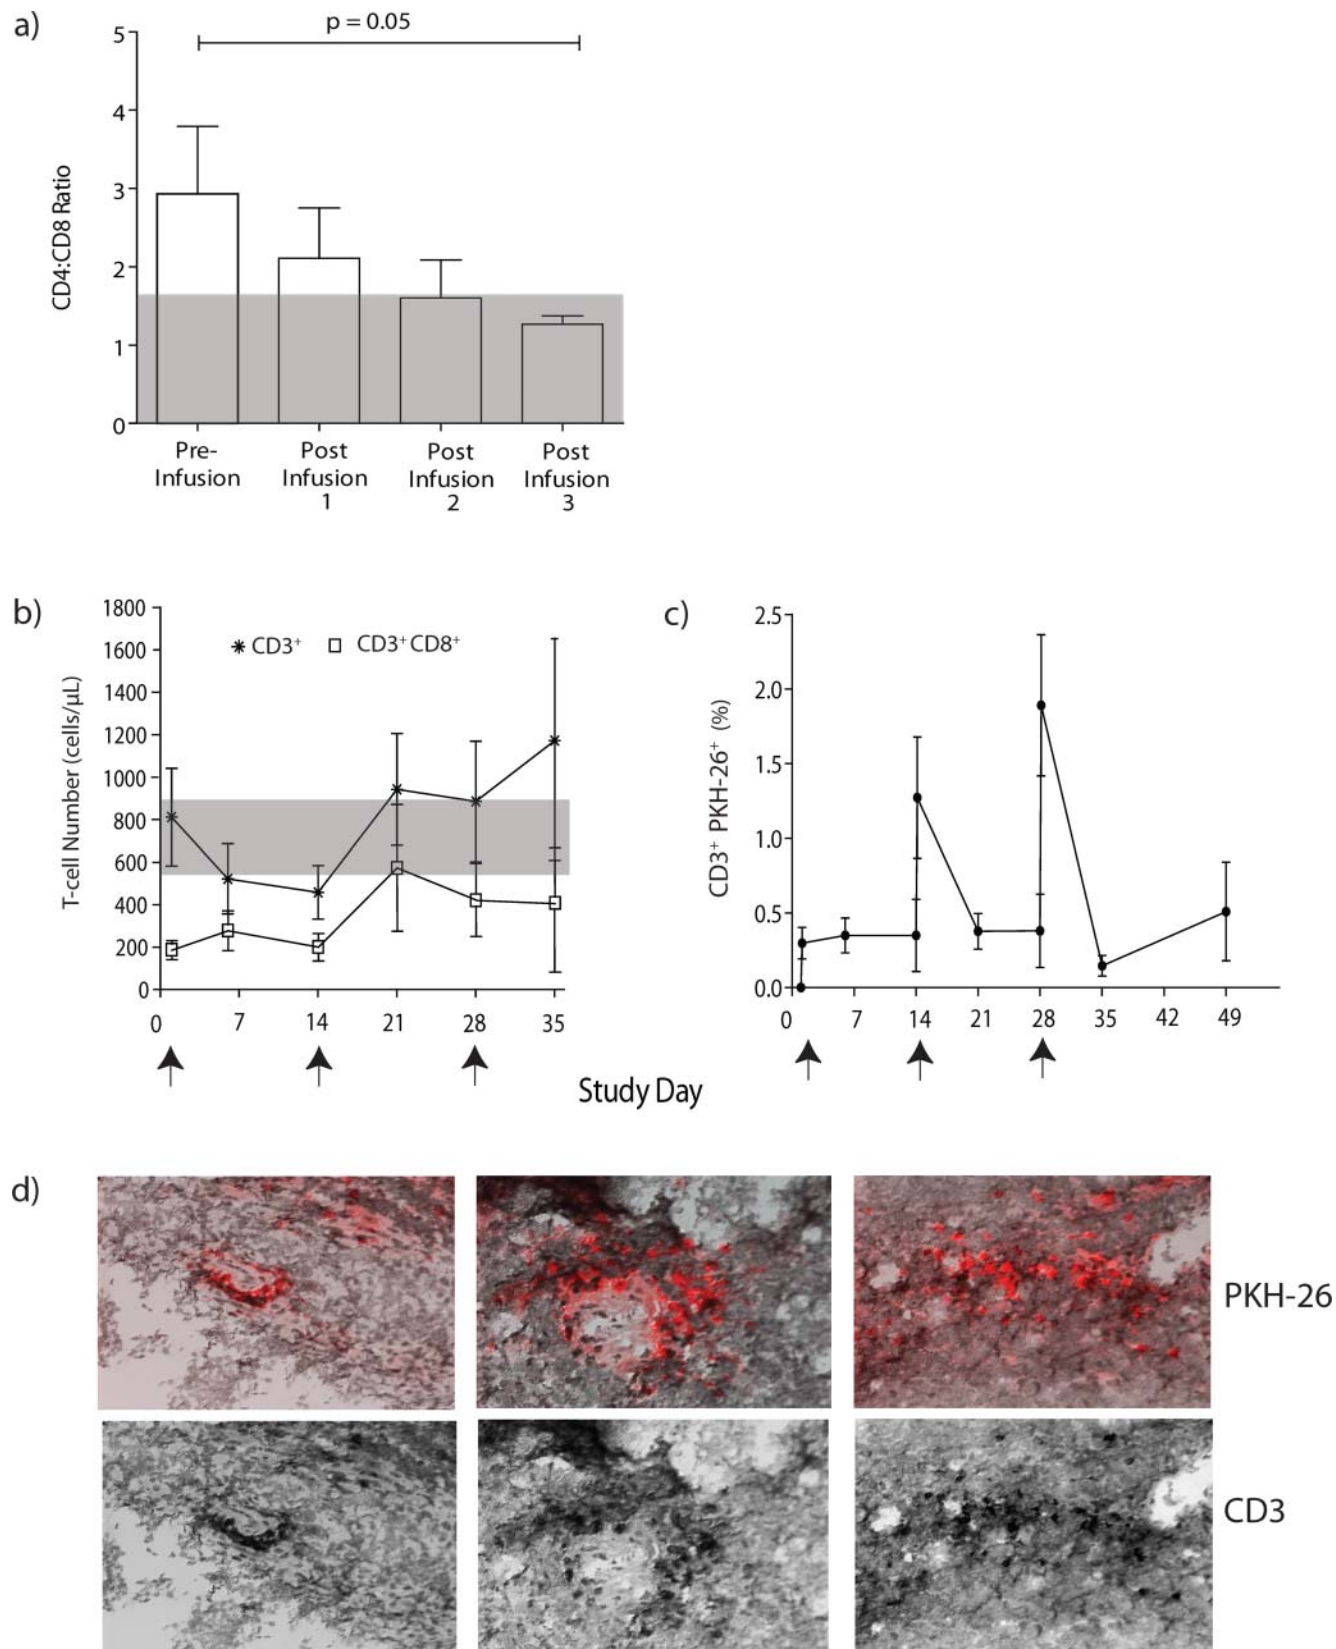 a)
p = 0.05
5
4
3
2
1
0
CD4:CD8 Ratio
Pre-
Infusion
Post
Infusion
1
Post
Infusion
2
Post
Infusion
3
b)
1800
1600
1400
1200
1000
800
600
400
200
0
T-cell Number (cells/µL)
CD3⁺ CD3⁺CD8⁺
0 7 14 21 28 35
c)
2.5
2.0
1.5
1.0
0.5
0.0
CD3⁺ PKH-26⁺ (%)
0 7 14 21 28 35 42 49
Study Day
d)
PKH-26
CD3